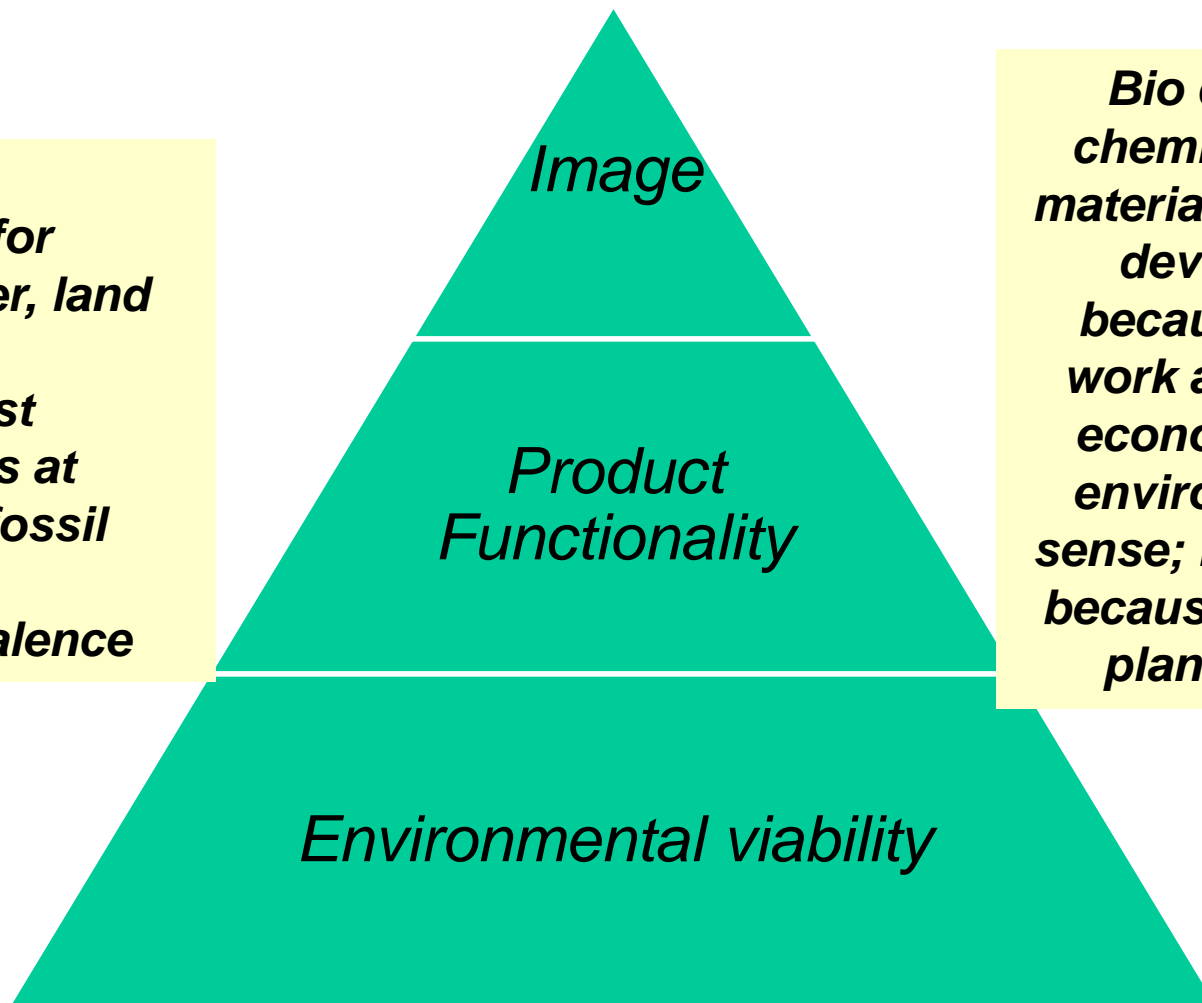 for
er, land
st
s at
fossil
alence
Image
Product
Functionality
Environmental viability
Bio
chemi
materia
dev
becau
work a
econo
enviro
sense;
becaus
plan